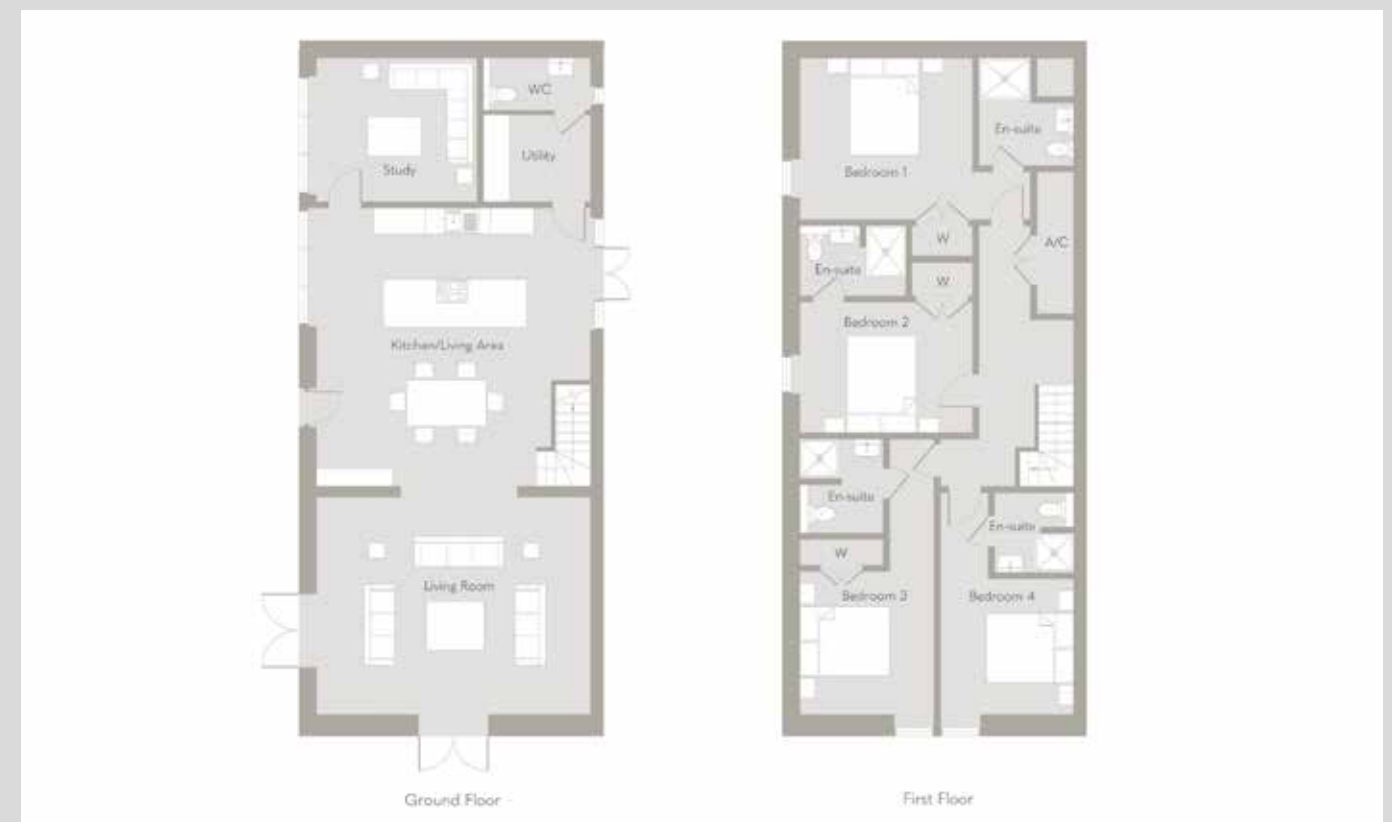 WC
Utility
Study
Kitchen/Living Area
Living Room
Ground Floor
En-suite
Bedroom 1
W
A/C
En-suite
W
Bedroom 2
En-suite
En-suite
W
Bedroom 3
Bedroom 4
First Floor